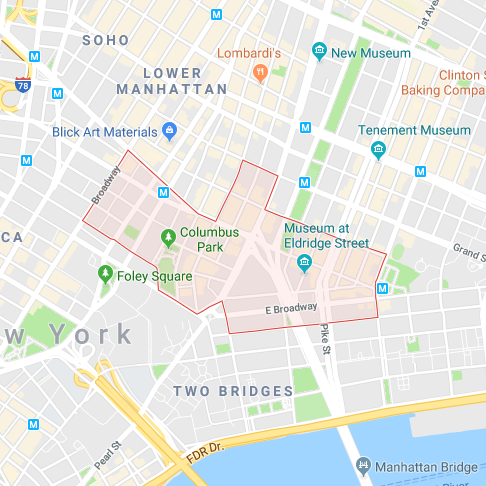 1st Ave
SOHO
Lombardi's
New Museum
LOWER
MANHATTAN
78
Clinton S
Baking Compa
Blick Art Materials
Tenement Museum
M
M
M
M
M
M
M
M
Broadway
Columbus
Park
Museum at
Eldridge Street
CA
Grand S
Foley Square
E Broadway
w York
Pike St
TWO BRIDGES
Pearl St
FDR Dr.
Manhattan Bridge
River